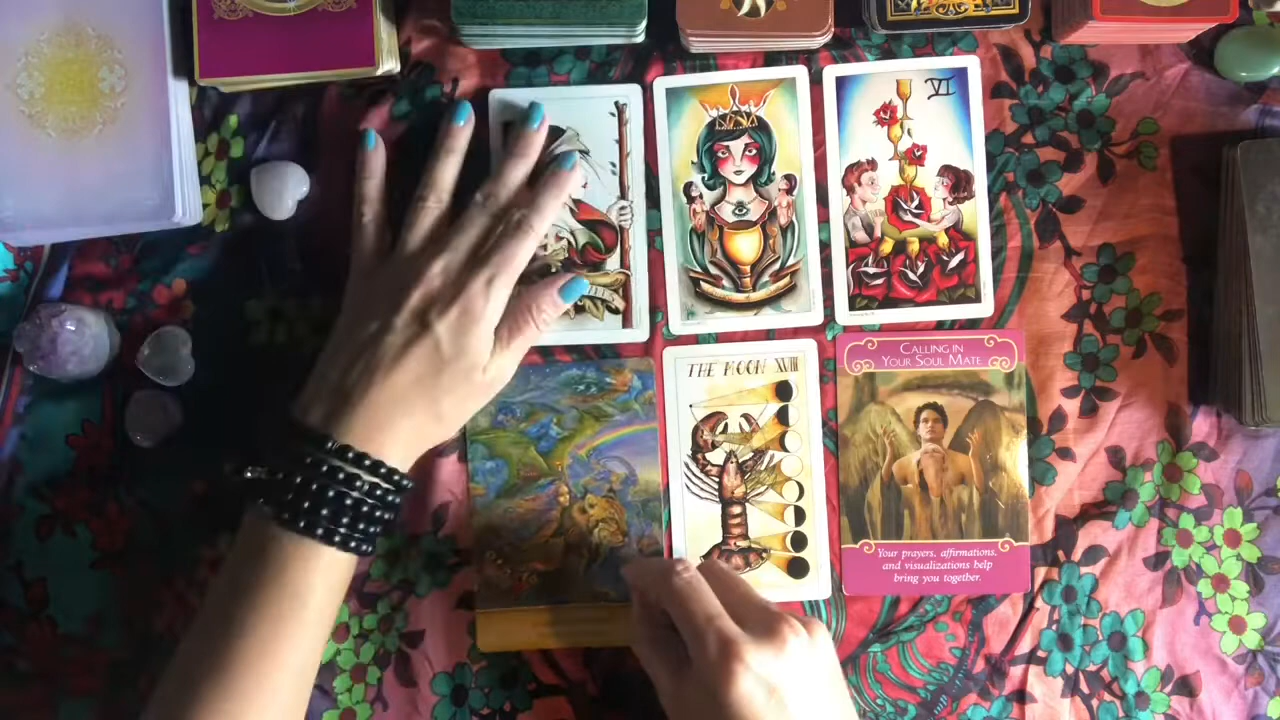 VI
THE MOON XVIII
CALLING IN
YOUR SOUL MATE
Your prayers, affirmations,
and visualizations help
bring you together.